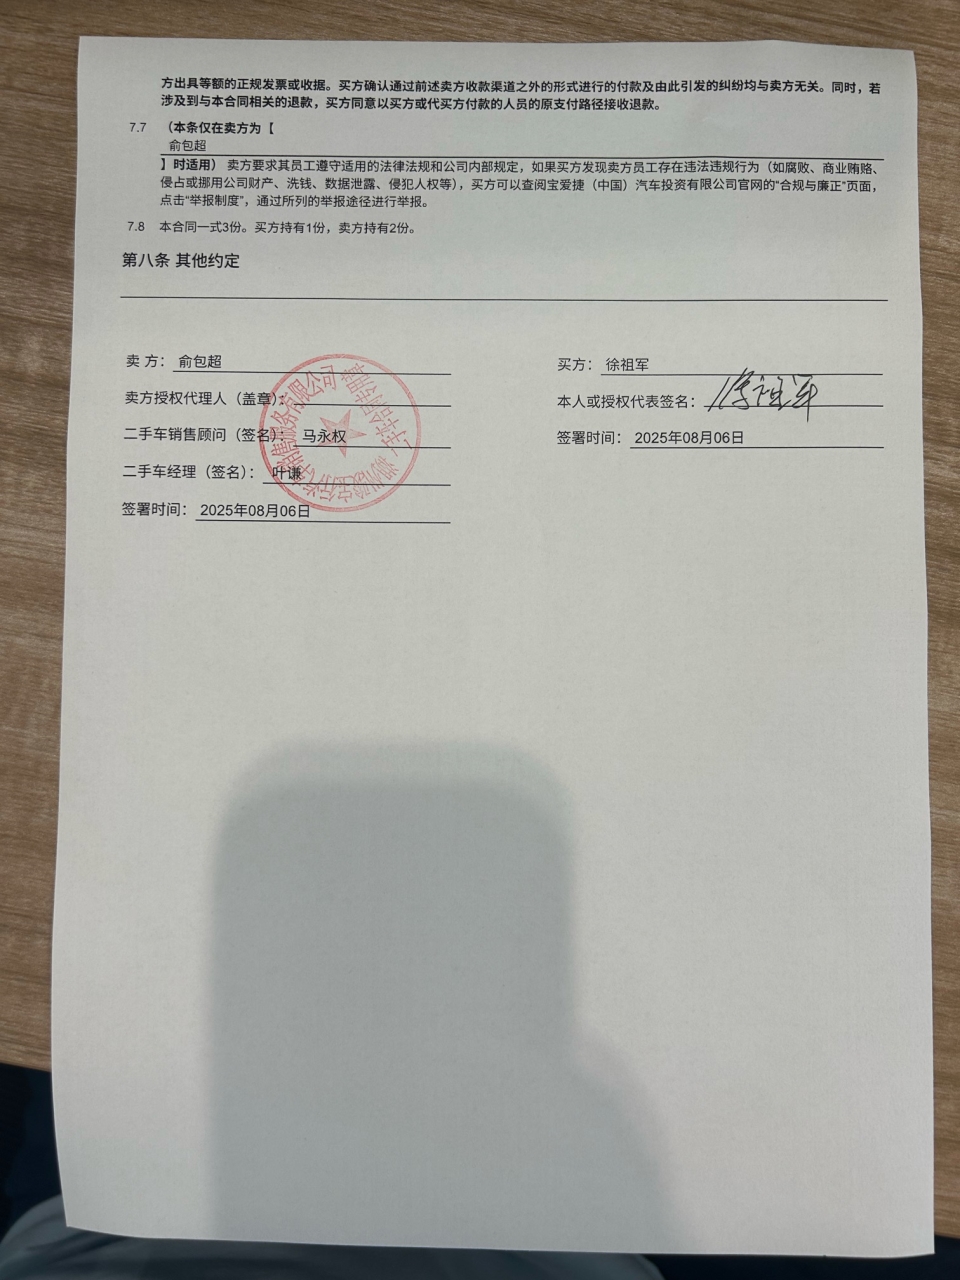 方出具等额的正规发票或收据。买方确认通过前述卖方收款渠道之外的形式进行的付款及由此引发的纠纷均与卖方无关。同时，若
涉及到与本合同相关的退款，买方同意以买方或代买方付款的人员的原支付路径接收退款。
7.7 （本条仅在卖方为【
俞包超
】时适用） 卖方要求其员工遵守适用的法律法规和公司内部规定，如果买方发现卖方员工存在违法违规行为（如腐败、商业贿赂、
侵占或挪用公司财产、洗钱、数据泄露、侵犯人权等），买方可以查阅宝爱捷（中国）汽车投资有限公司官网的“合规与廉正”页面，
点击“举报制度”，通过所列的举报途径进行举报。
7.8 本合同一式3份。买方持有1份，卖方持有2份。
第八条 其他约定
卖 方： 俞包超
卖方授权代理人（盖章）：
二手车销售顾问（签名）： 马永权
二手车经理（签名）： 叶谦
签署时间： 2025年08月06日
买方： 徐祖军
本人或授权代表签名： 徐祖军
签署时间： 2025年08月06日
销售服务有限公司